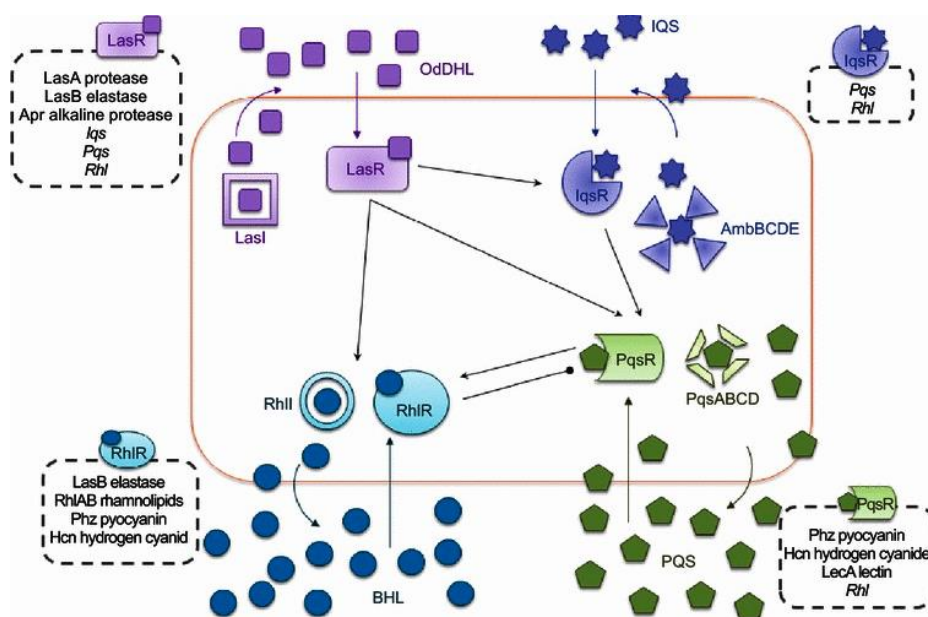 LasR
LasA protease
LasB elastase
Apr alkaline protease
Iqs
Pqs
Rhl
OdDHL
IQS
IqsR
Pqs
Rhl
LasR
IqsR
LasI
AmbBCDE
PqsR
PqsABCD
RhlI
RhlR
RhlR
LasB elastase
RhlAB rhamnolipids
Phz pyocyanin
Hcn hydrogen cyanid
BHL
PQS
PqsR
Phz pyocyanin
Hcn hydrogen cyanide
LecA lectin
Rhl